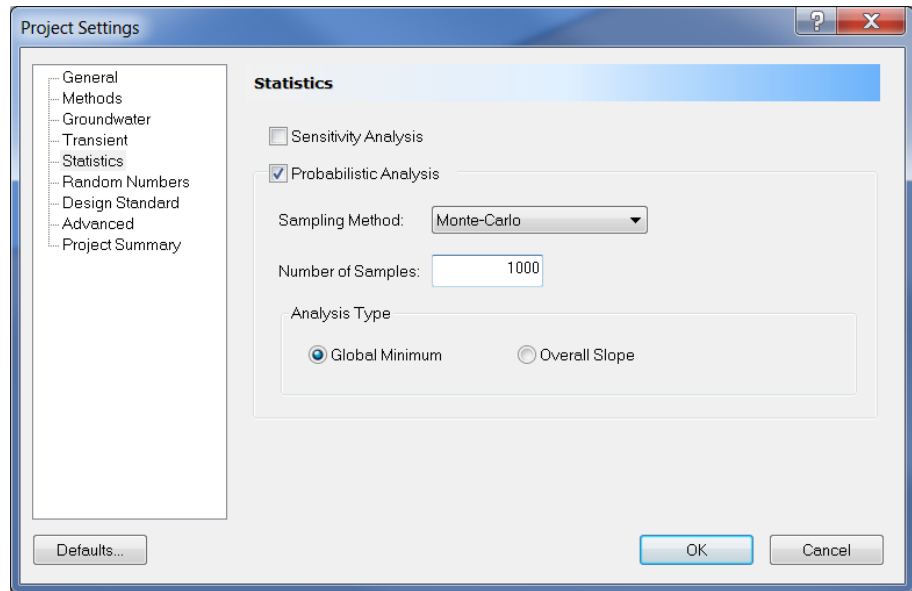 Project Settings
General
Methods
Groundwater
Transient
Statistics
Random Numbers
Design Standard
Advanced
Project Summary
Statistics
Sensitivity Analysis
Probabilistic Analysis
Sampling Method: Monte-Carlo
Number of Samples: 1000
Analysis Type
Global Minimum Overall Slope
Defaults... OK Cancel